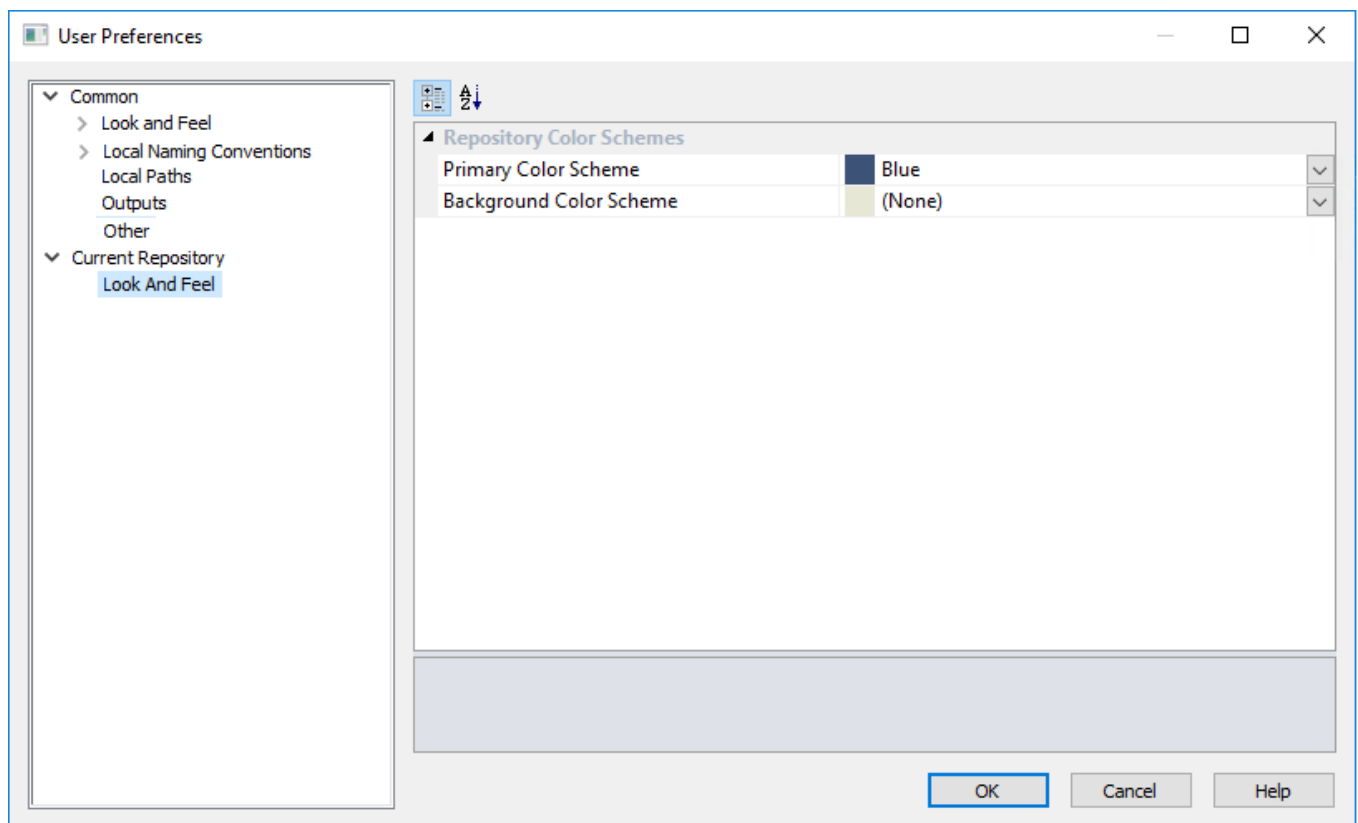 User Preferences
Common
Look and Feel
Local Naming Conventions
Local Paths
Outputs
Other
Current Repository
Look And Feel
Repository Color Schemes
Primary Color Scheme Blue
Background Color Scheme (None)
OK Cancel Help